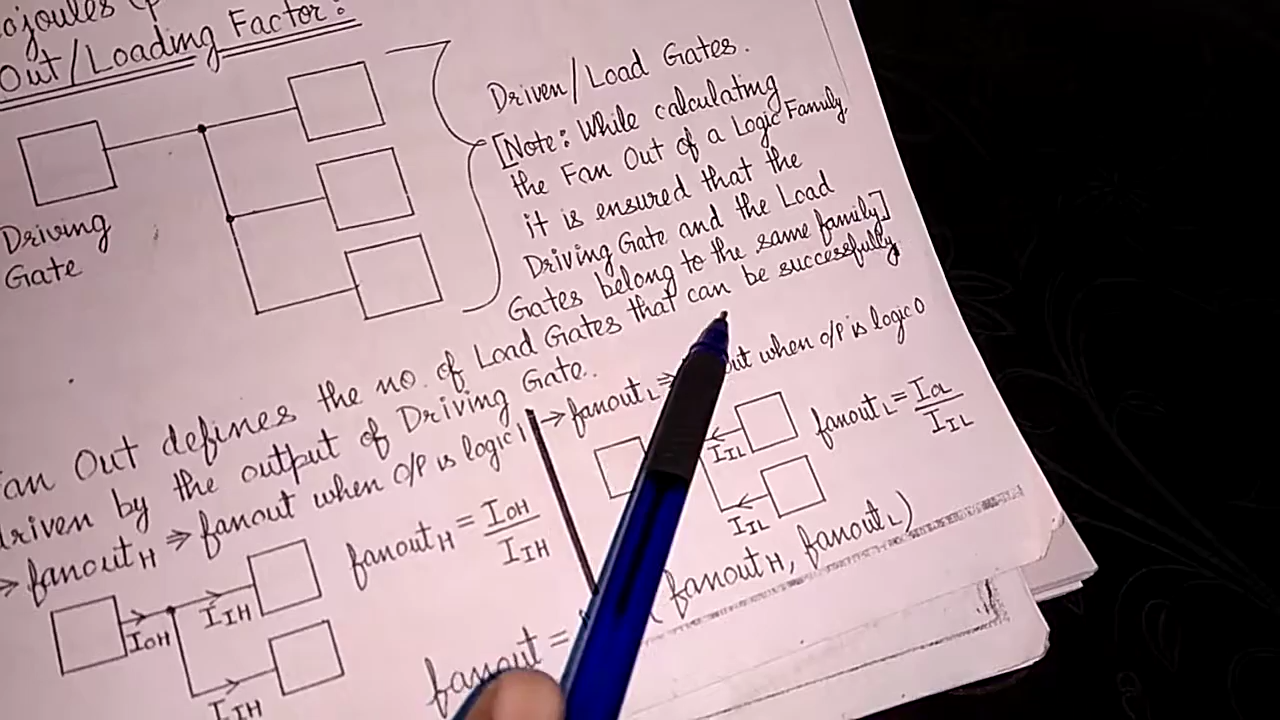 Out/Loading Factor:
Driven/Load Gates.
[Note: While calculating
the Fan Out of a Logic Family
it is ensured that the
Driving Gate and the Load
Gates belong to the same family]
Driving
Gate
Fan Out defines the no. of Load Gates that can be successfully
driven by the output of Driving Gate.
⇒ fanoutH ⇒ fanout when o/p is logic 1
fanoutH = IOH / IIH
IOH
IIH
IIH
→ fanoutL ⇒ out when o/p is logic 0
fanoutL = IOL / IIL
IIL
IIL
fanout = ( fanoutH, fanoutL)